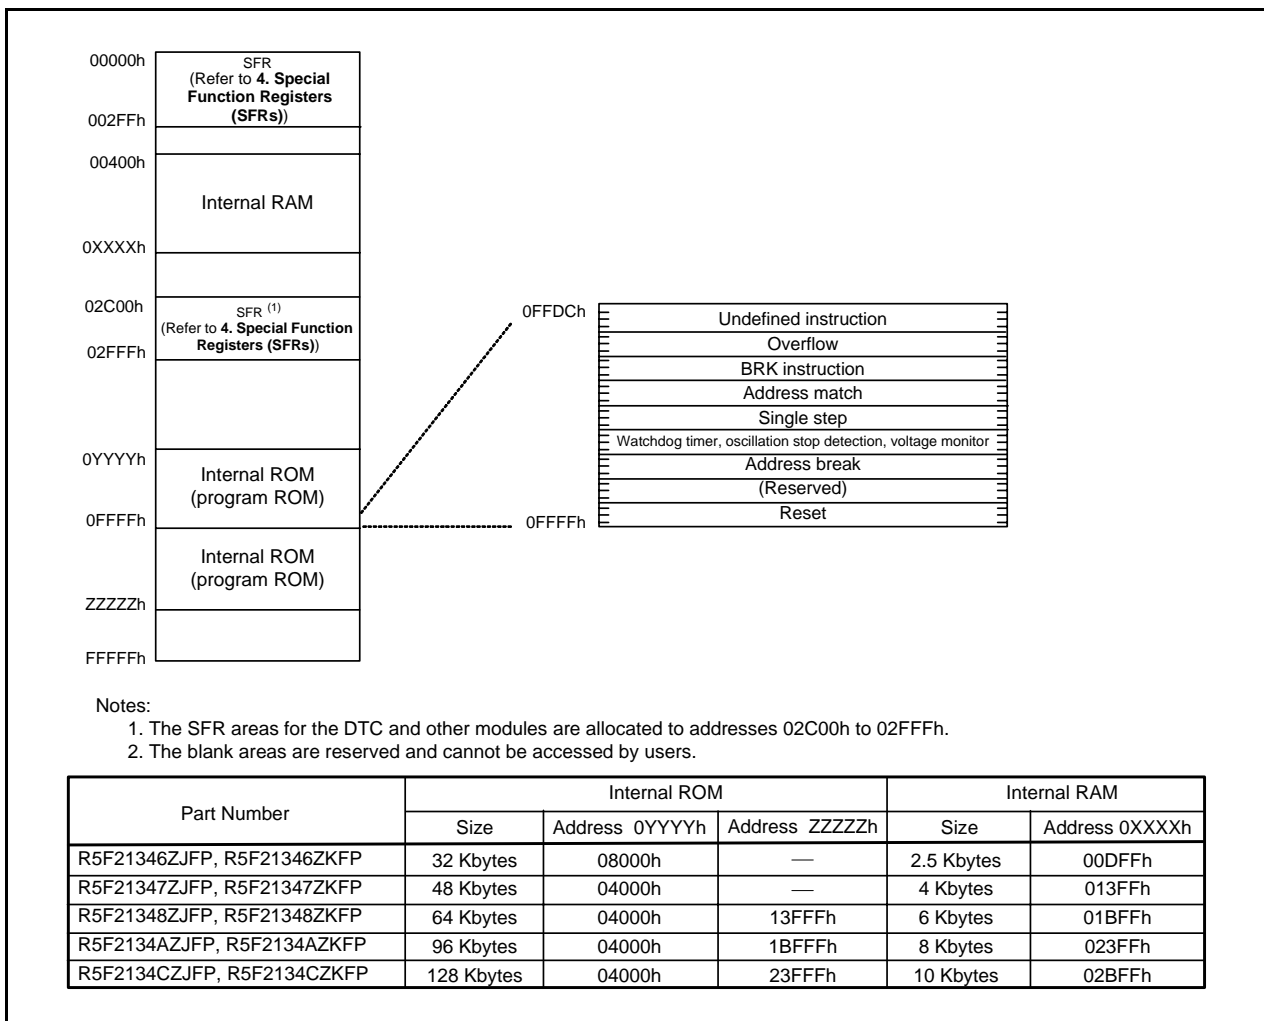 00000h
SFR
(Refer to 4. Special
Function Registers
(SFRs))
002FFh
00400h
Internal RAM
0XXXXh
02C00h
SFR (1)
(Refer to 4. Special Function
Registers (SFRs))
02FFFh
0YYYYh
Internal ROM
(program ROM)
0FFFFh
Internal ROM
(program ROM)
ZZZZZh
FFFFFh
0FFDCh
Undefined instruction
Overflow
BRK instruction
Address match
Single step
Watchdog timer, oscillation stop detection, voltage monitor
Address break
(Reserved)
Reset
0FFFFh
Notes:
1. The SFR areas for the DTC and other modules are allocated to addresses 02C00h to 02FFFh.
2. The blank areas are reserved and cannot be accessed by users.
Part Number Internal ROM Internal RAM
Size Address 0YYYYh Address ZZZZZh Size Address 0XXXXh
R5F21346ZJFP, R5F21346ZKFP 32 Kbytes 08000h — 2.5 Kbytes 00DFFh
R5F21347ZJFP, R5F21347ZKFP 48 Kbytes 04000h — 4 Kbytes 013FFh
R5F21348ZJFP, R5F21348ZKFP 64 Kbytes 04000h 13FFFh 6 Kbytes 01BFFh
R5F2134AZJFP, R5F2134AZKFP 96 Kbytes 04000h 1BFFFh 8 Kbytes 023FFh
R5F2134CZJFP, R5F2134CZKFP 128 Kbytes 04000h 23FFFh 10 Kbytes 02BFFh